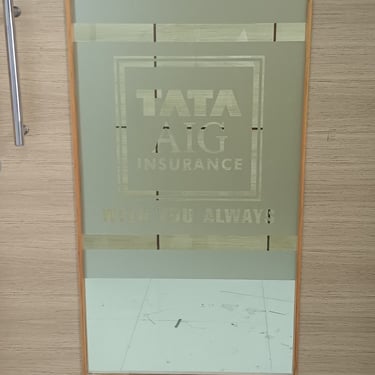 TATA
AIG
INSURANCE
WITH YOU ALWAYS